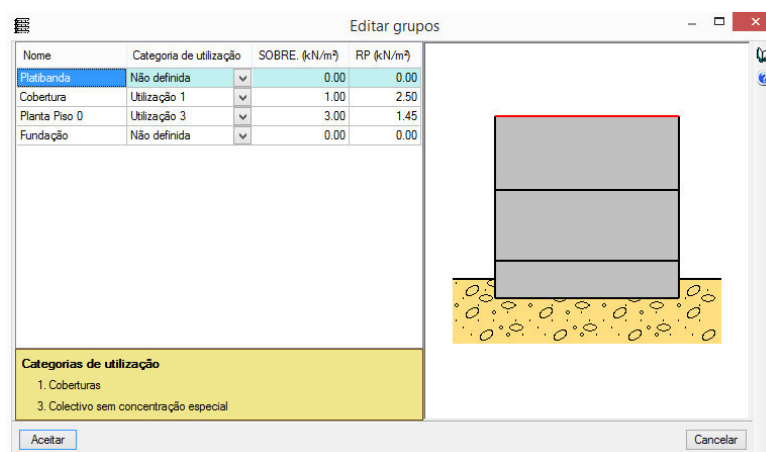 Editar grupos
Nome Categoria de utilização SOBRE. (kN/m²) RP (kN/m²)
Platibanda Não definida 0.00 0.00
Cobertura Utilização 1 1.00 2.50
Planta Piso 0 Utilização 3 3.00 1.45
Fundação Não definida 0.00 0.00
Categorias de utilização
1. Coberturas
3. Colectivo sem concentração especial
Aceitar Cancelar